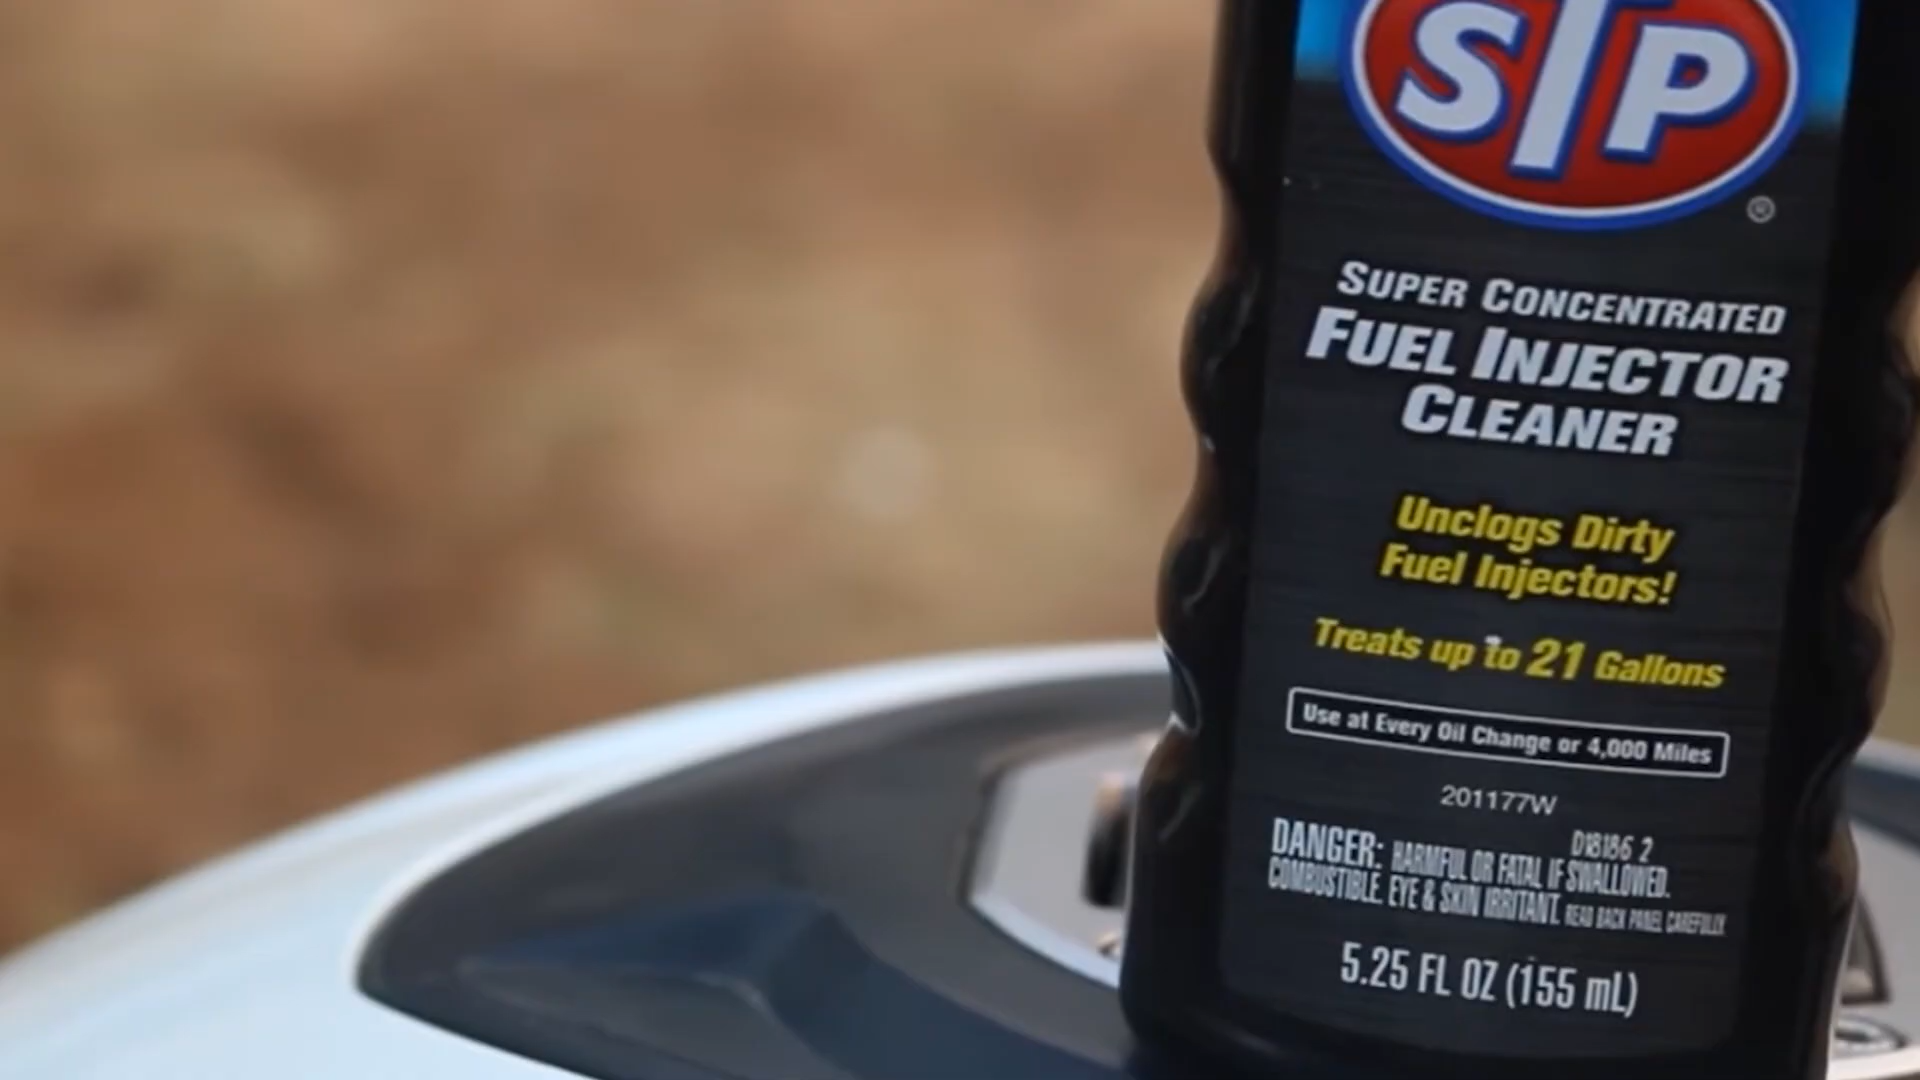 STP
®
SUPER CONCENTRATED
FUEL INJECTOR
CLEANER
Unclogs Dirty
Fuel Injectors!
Treats up to 21 Gallons
Use at Every Oil Change or 4,000 Miles
201177W
D18186 2
DANGER: HARMFUL OR FATAL IF SWALLOWED.
COMBUSTIBLE. EYE & SKIN IRRITANT. READ BACK PANEL CAREFULLY.
5.25 FL OZ (155 mL)